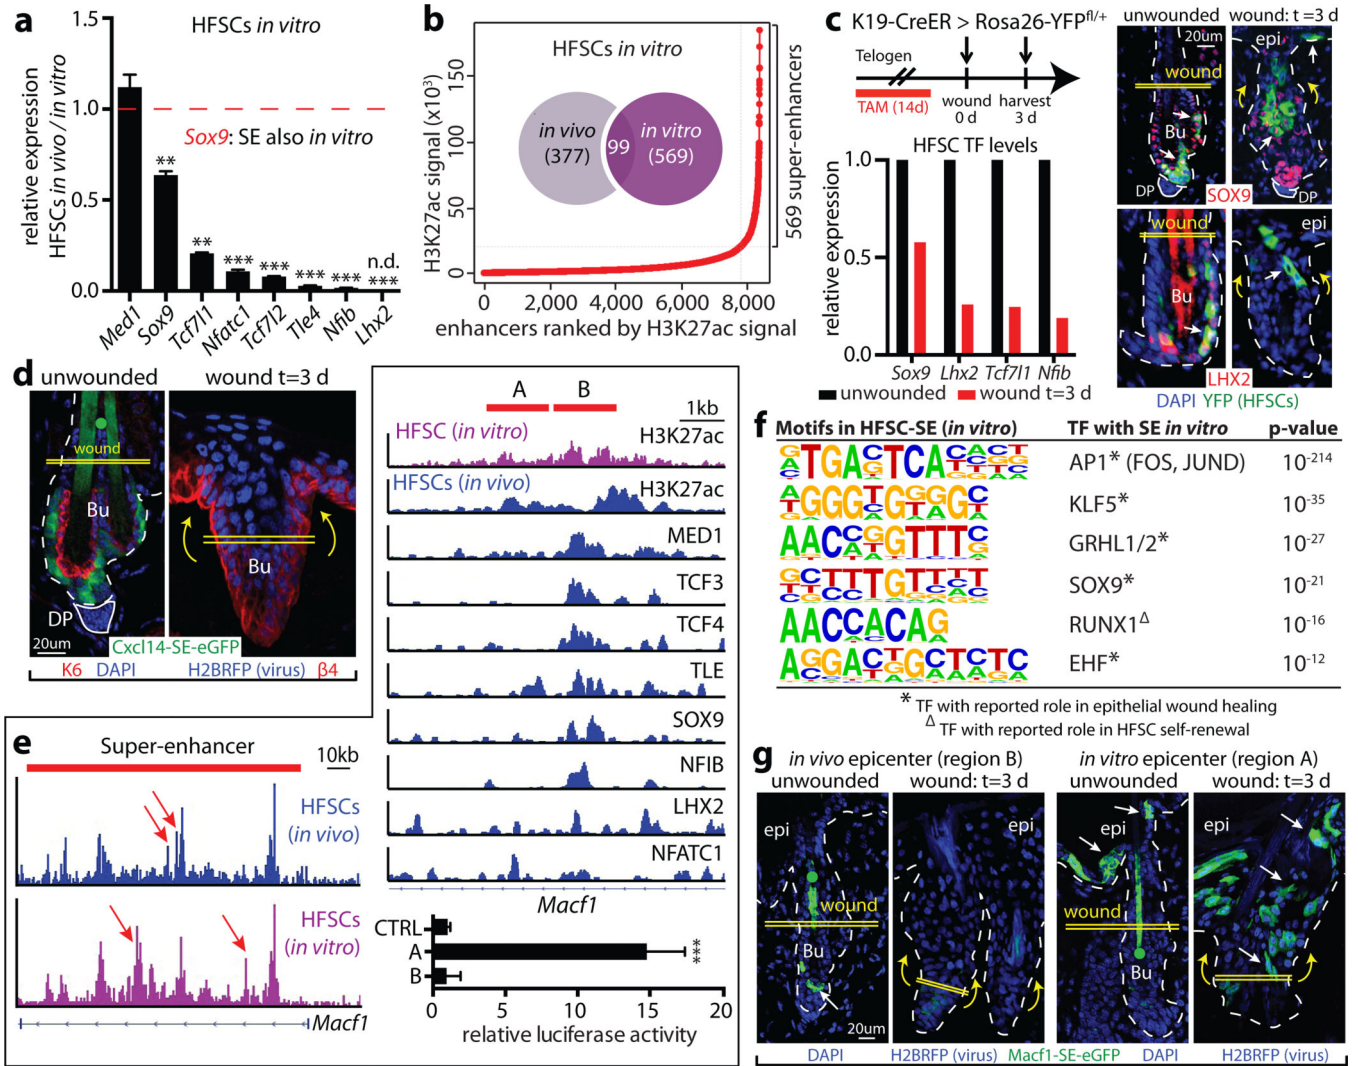 a
HFSCs in vitro
relative expression
HFSCs in vivo / in vitro
1.5
1.0
0.5
0.0
Sox9: SE also in vitro
**
**
***
***
***
***
n.d.
***
Med1
Sox9
Tcf7l1
Nfatc1
Tcf7l2
Tle4
Nfib
Lhx2
b
HFSCs in vitro
H3K27ac signal (x10³)
150
100
50
0
in vivo
(377)
99
in vitro
(569)
569 super-enhancers
0
2,000
4,000
6,000
8,000
enhancers ranked by H3K27ac signal
c
K19-CreER > Rosa26-YFPfl/+
Telogen
TAM (14d)
wound
0 d
harvest
3 d
HFSC TF levels
relative expression
1.0
0.5
0.0
Sox9
Lhx2
Tcf7l1
Nfib
unwounded
wound t=3 d
unwounded
wound: t =3 d
20um
epi
wound
Bu
DP
DP
SOX9
wound
epi
Bu
LHX2
DAPI YFP (HFSCs)
d
unwounded
wound t=3 d
wound
Bu
DP
20um
Bu
Cxcl14-SE-eGFP
K6 DAPI
H2BRFP (virus) β4
A
B
1kb
HFSC (in vitro)
H3K27ac
HFSCs (in vivo)
H3K27ac
MED1
TCF3
TCF4
TLE
SOX9
NFIB
LHX2
NFATC1
Macf1
CTRL
A
B
***
0
5
10
15
20
relative luciferase activity
e
Super-enhancer
10kb
HFSCs
(in vivo)
HFSCs
(in vitro)
Macf1
f
Motifs in HFSC-SE (in vitro)
TF with SE in vitro
p-value
AP1* (FOS, JUND)
10-214
KLF5*
10-35
GRHL1/2*
10-27
SOX9*
10-21
RUNX1Δ
10-16
EHF*
10-12
* TF with reported role in epithelial wound healing
Δ TF with reported role in HFSC self-renewal
g
in vivo epicenter (region B)
unwounded
wound: t=3 d
in vitro epicenter (region A)
unwounded
wound: t=3 d
epi
wound
Bu
20um
epi
epi
wound
Bu
epi
DAPI
H2BRFP (virus)
Macf1-SE-eGFP
DAPI
H2BRFP (virus)